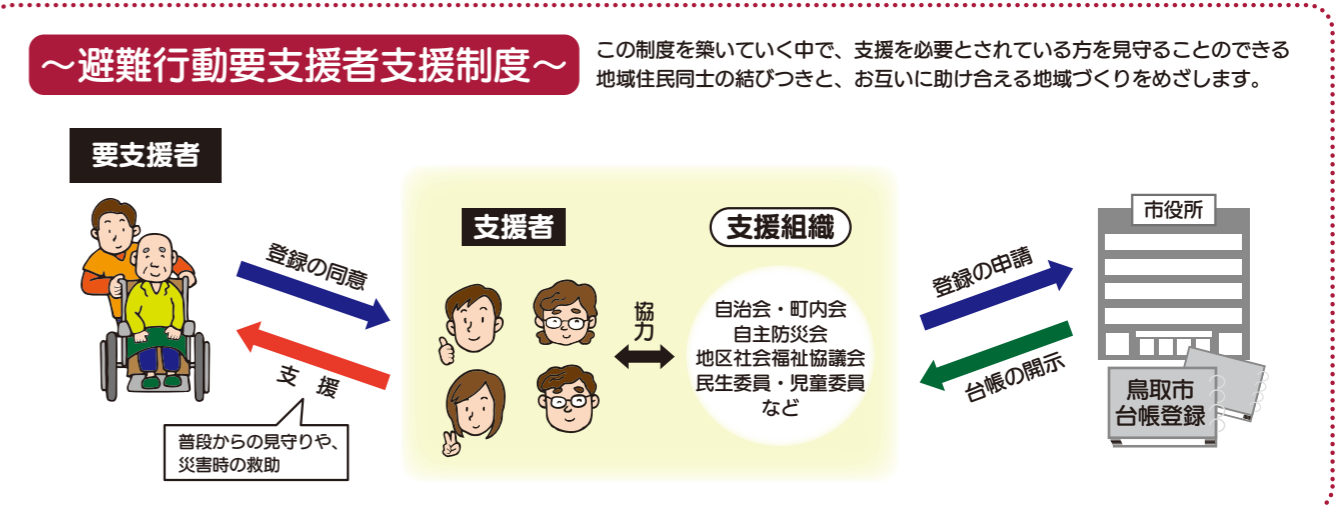 ～避難行動要支援者支援制度～
この制度を築いていく中で、支援を必要とされている方を見守ることのできる
地域住民同士の結びつきと、お互いに助け合える地域づくりをめざします。
要支援者
登録の同意
支援
普段からの見守りや、
災害時の救助
支援者
協力
支援組織
自治会・町内会
自主防災会
地区社会福祉協議会
民生委員・児童委員
など
登録の申請
台帳の開示
市役所
鳥取市
台帳登録